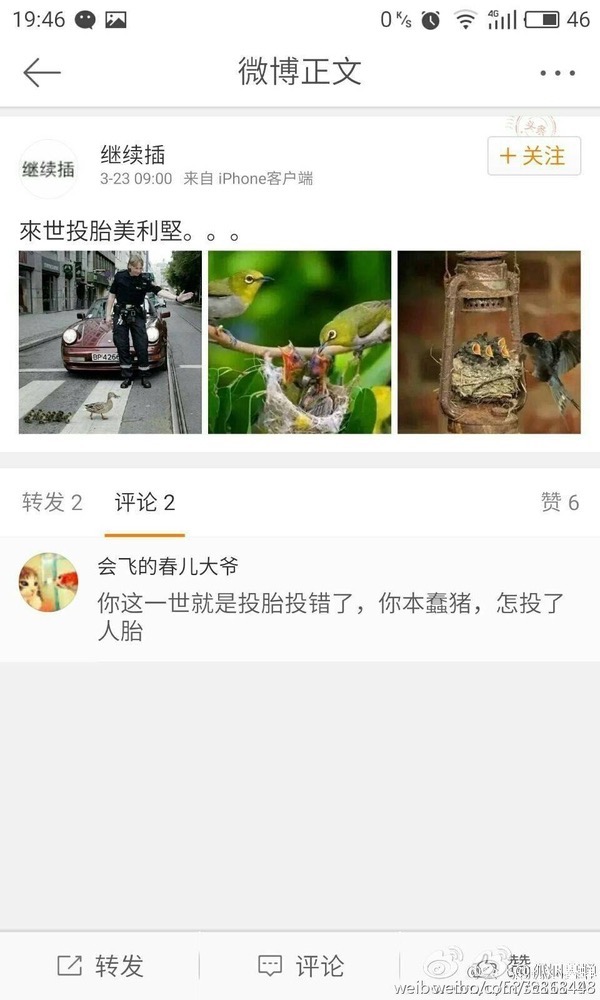 19:46
0 K/s
4G
46
微博正文
继续插
继续插
3-23 09:00 来自 iPhone客户端
+ 关注
來世投胎美利堅。。。
BP4266
转发 2
评论 2
赞 6
会飞的春儿大爷
你这一世就是投胎投错了，你本蠢猪，怎投了
人胎
转发
评论
赞